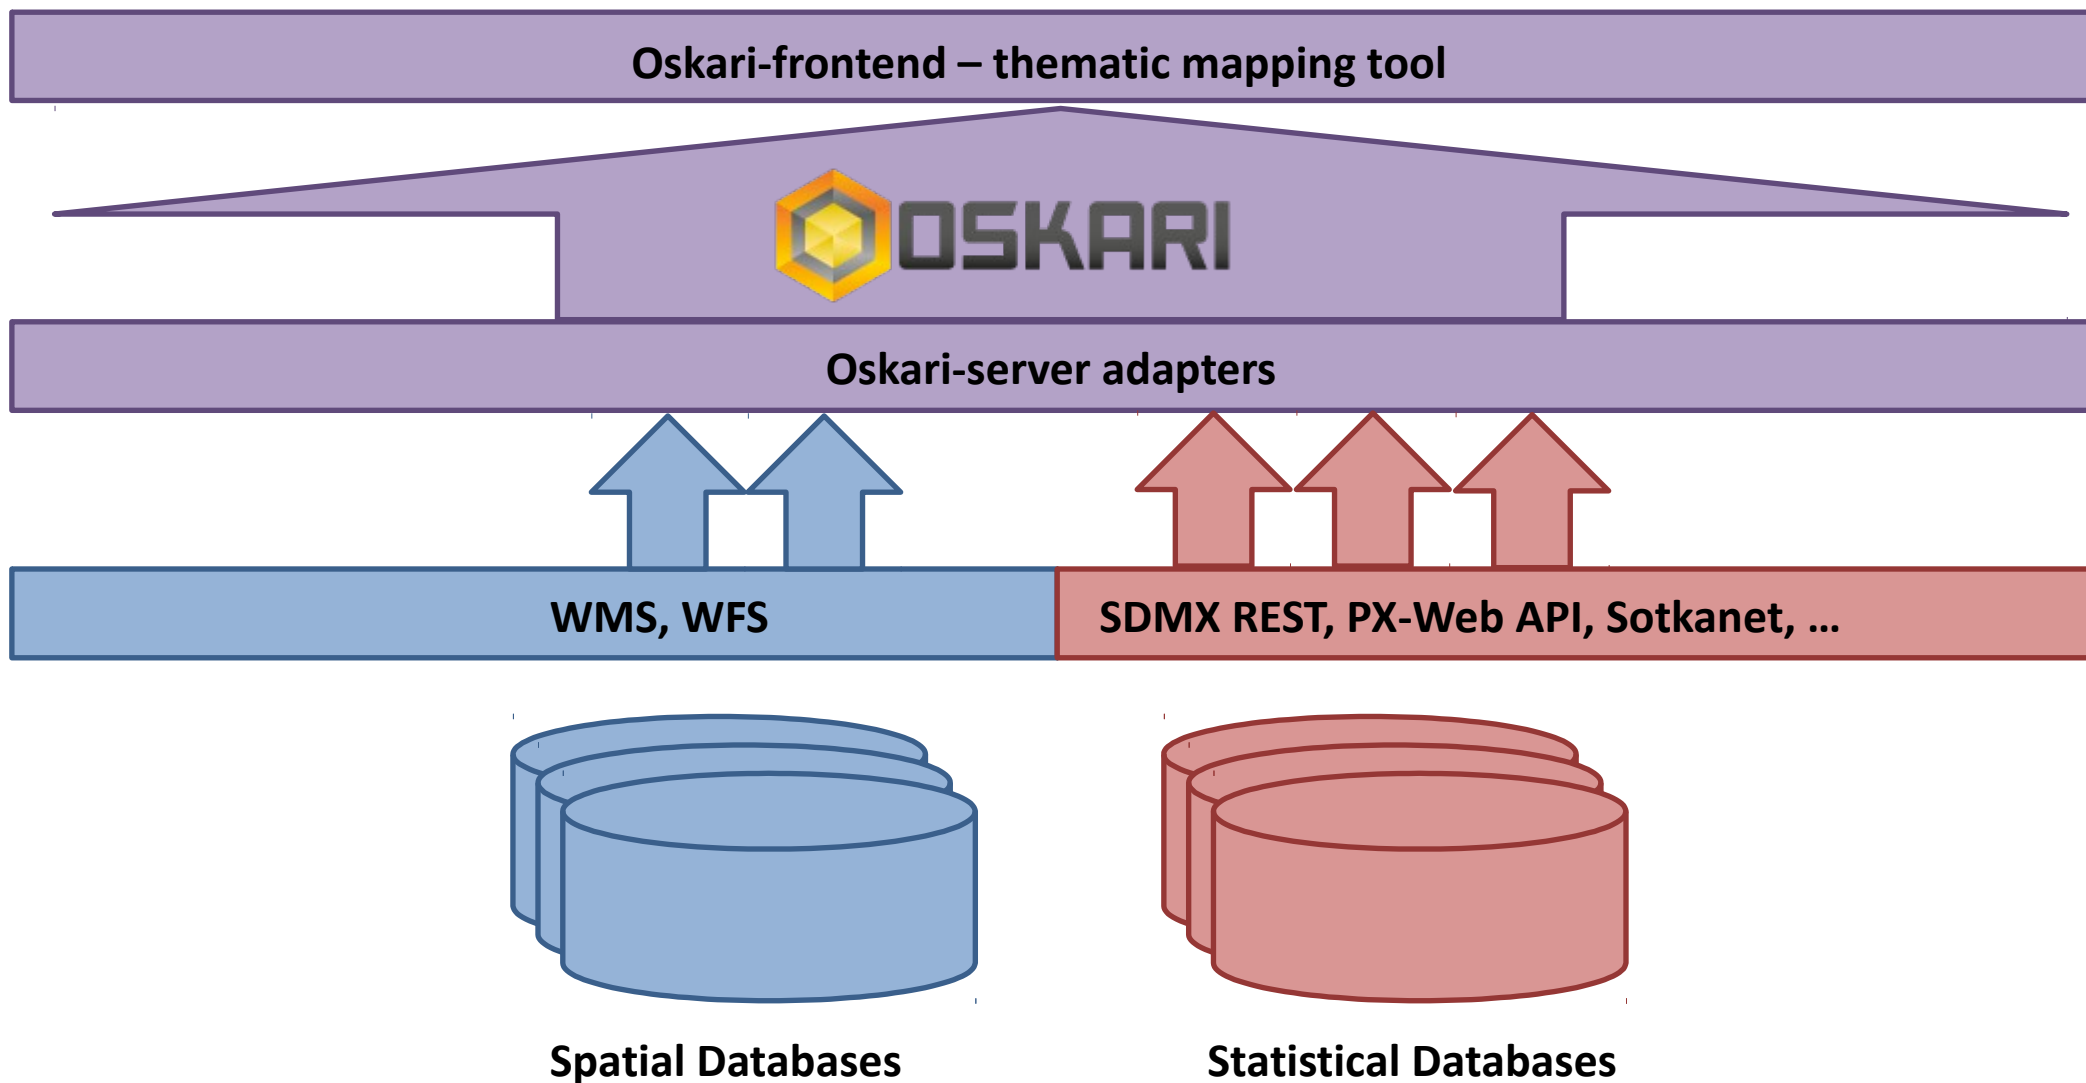 Oskari-frontend – thematic mapping tool
OSKARI
Oskari-server adapters
WMS, WFS
SDMX REST, PX-Web API, Sotkanet, ...
Spatial Databases
Statistical Databases